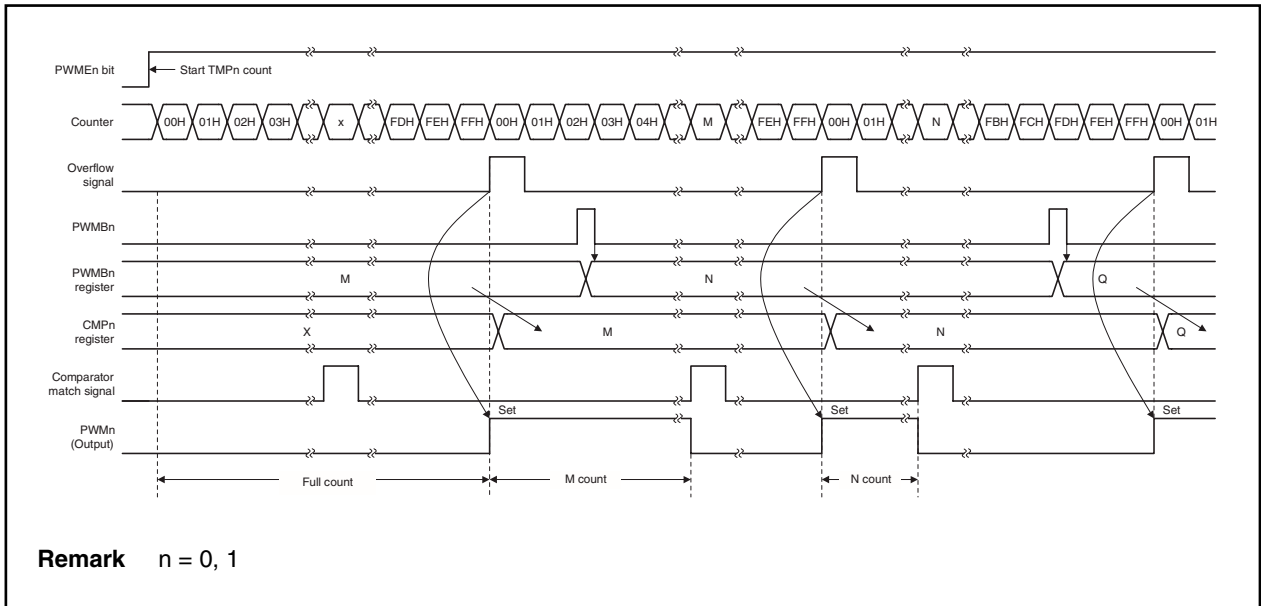 PWMEn bit
Start TMPn count
Counter
00H 01H 02H 03H x FDH FEH FFH 00H 01H 02H 03H 04H M FEH FFH 00H 01H N FBH FCH FDH FEH FFH 00H 01H
Overflow
signal
PWMBn
PWMBn
register
M N Q
CMPn
register
X M N Q
Comparator
match signal
Set Set Set
PWMn
(Output)
Full count M count N count
Remark n = 0, 1